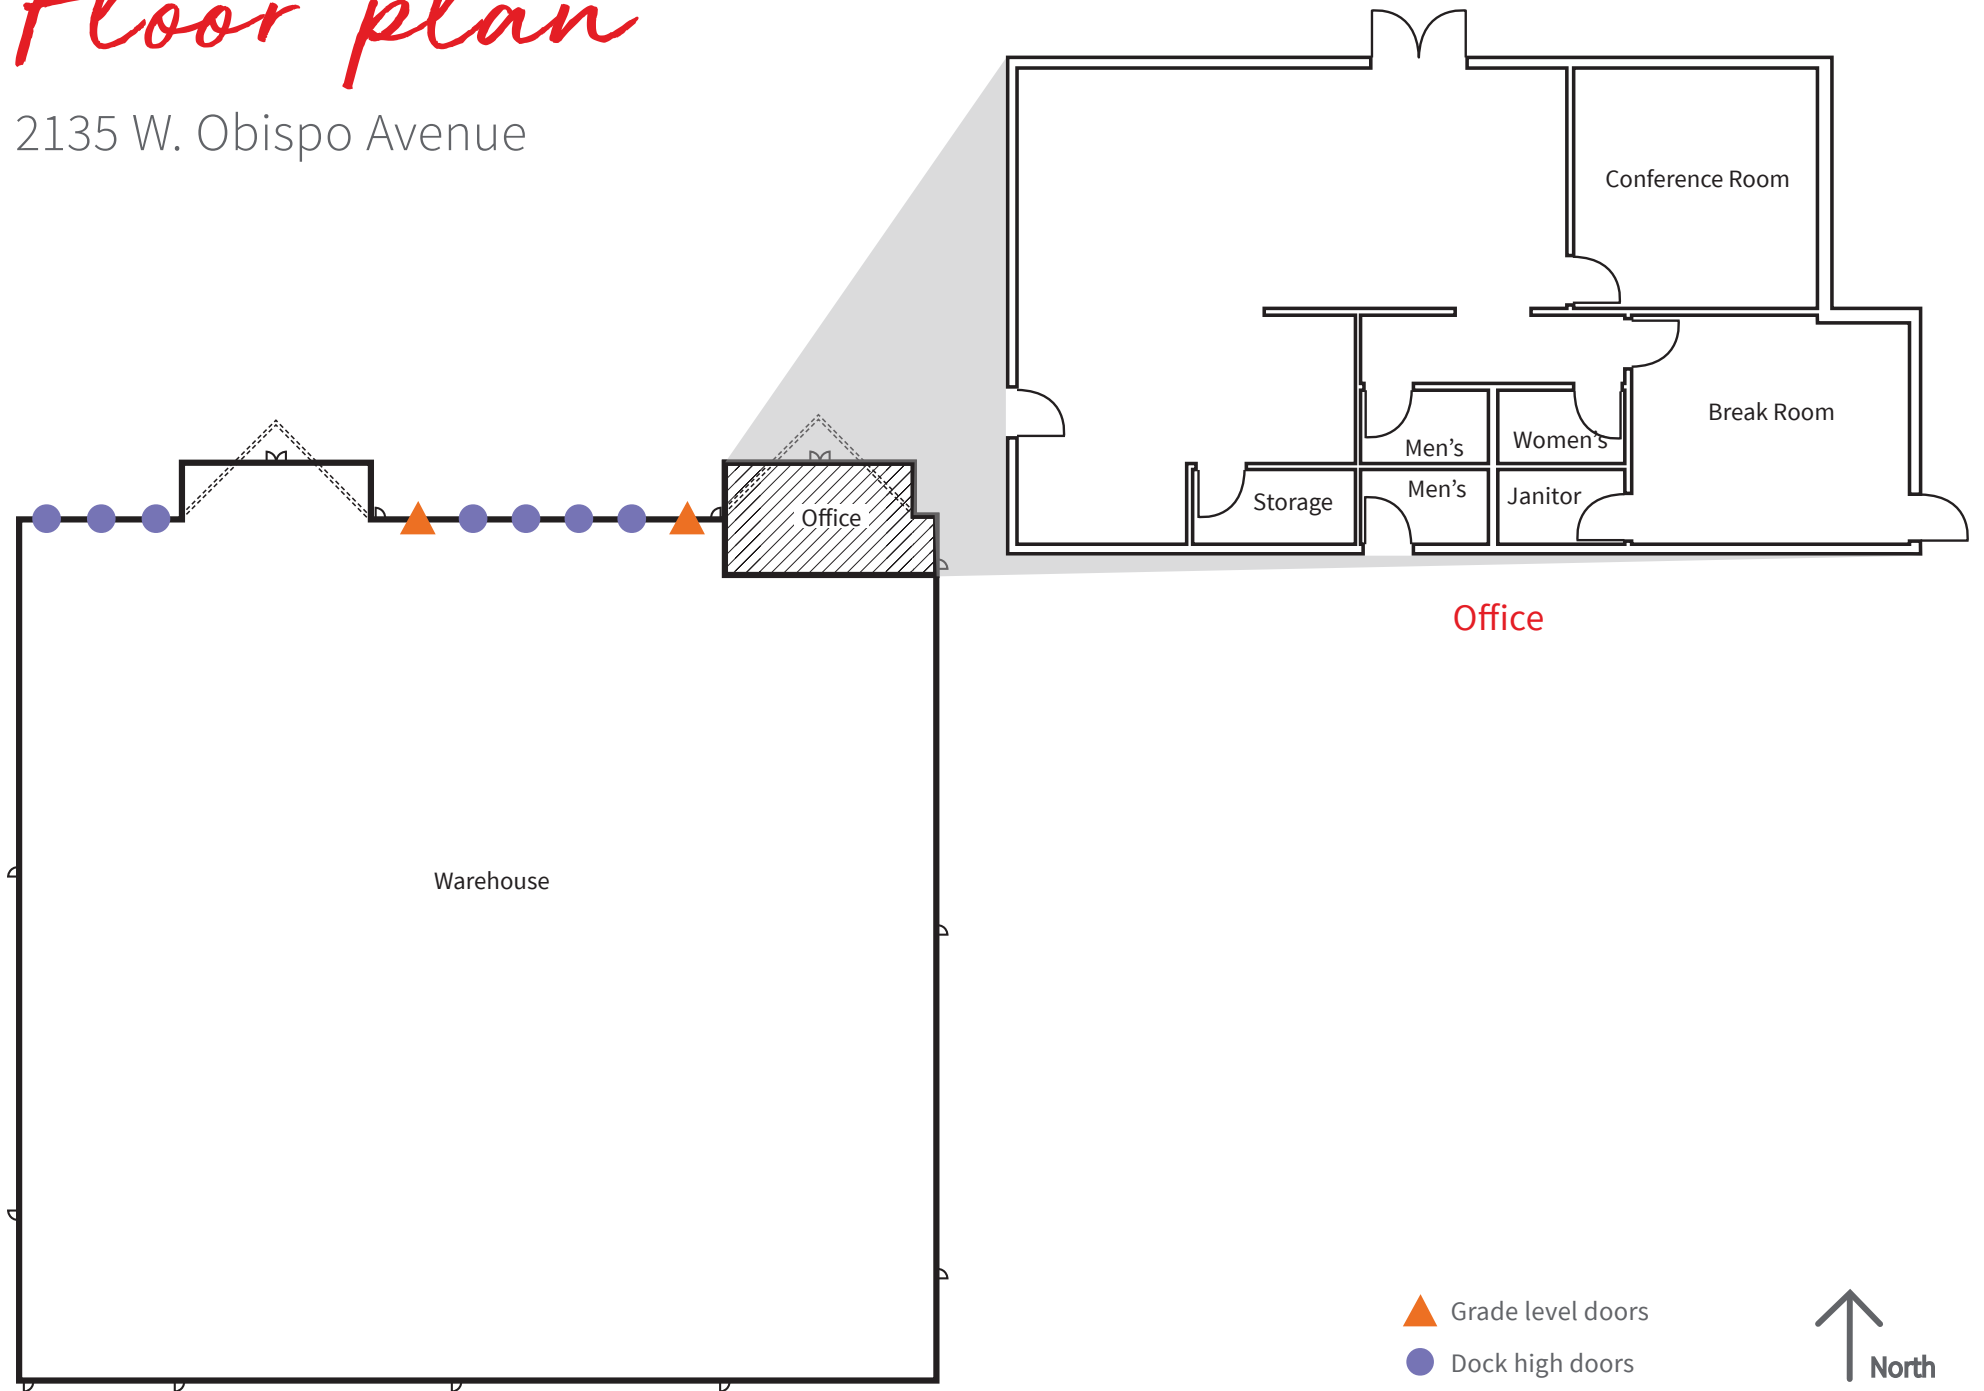 Floor plan
2135 W. Obispo Avenue
Conference Room
Break Room
Men's
Women's
Storage
Men's
Janitor
Office
Office
Warehouse
Grade level doors
Dock high doors
North